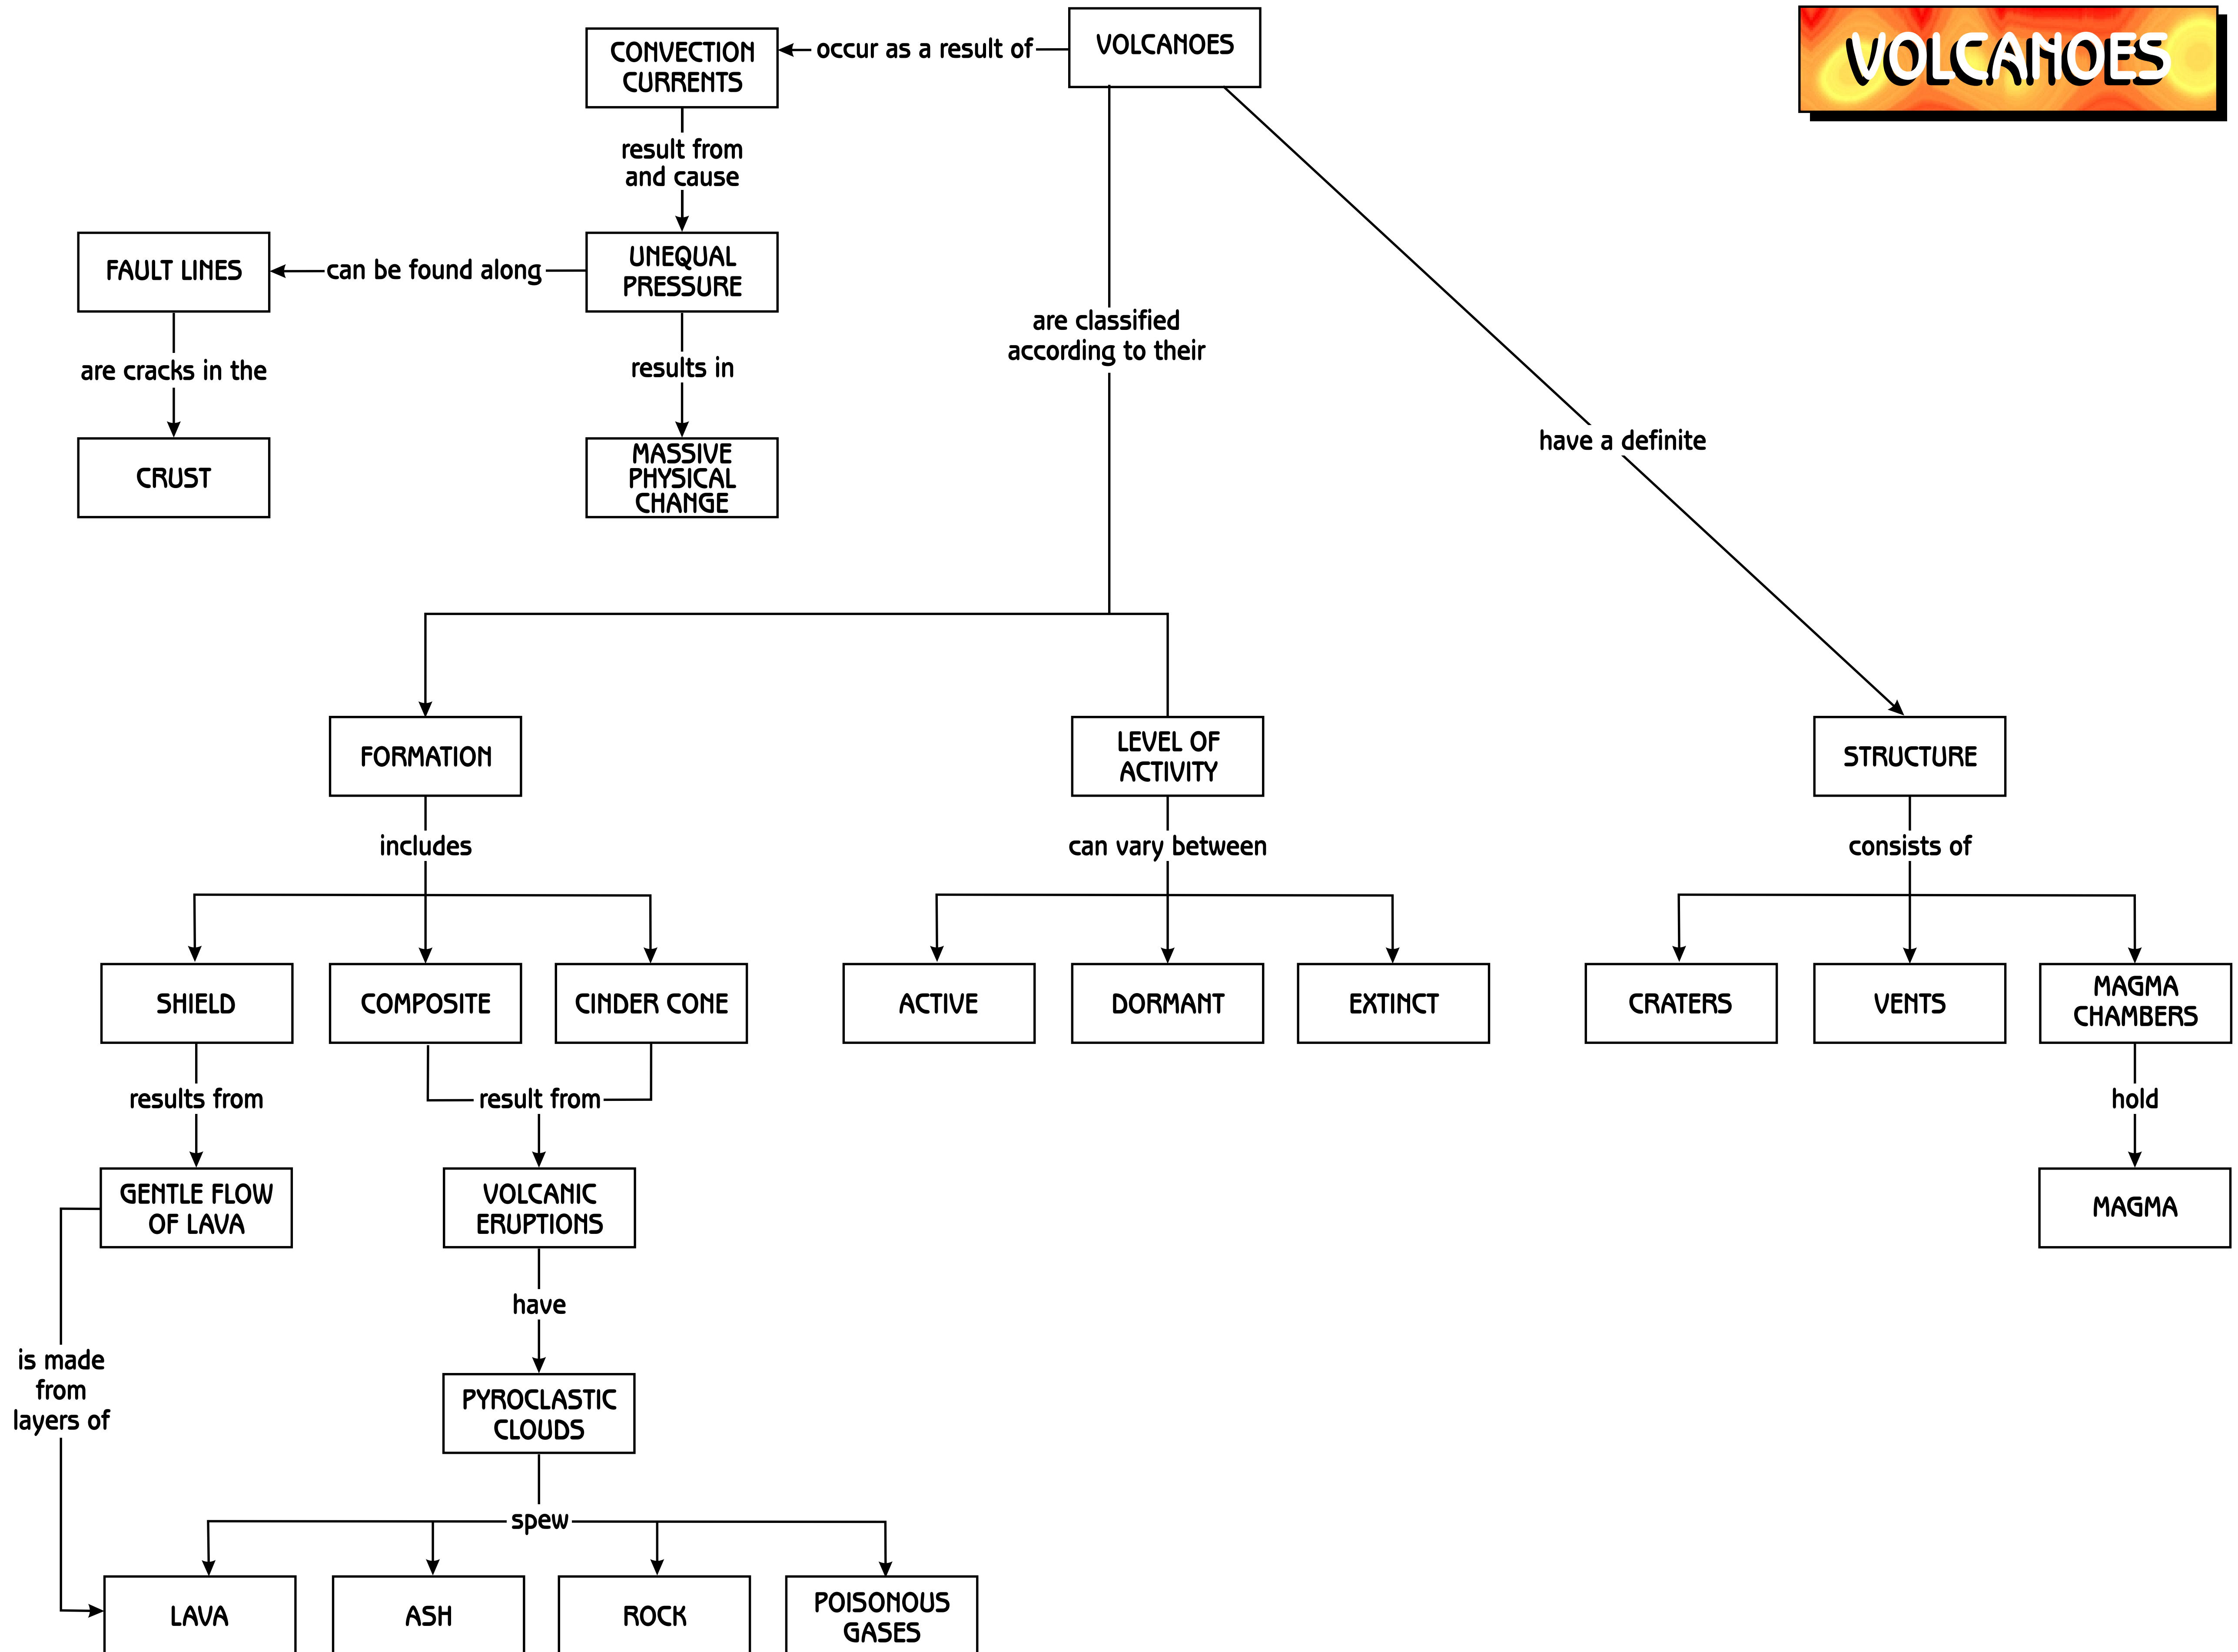 VOLCANOES
VOLCANOES
occur as a result of
CONVECTION
CURRENTS
result from
and cause
UNEQUAL
PRESSURE
can be found along
FAULT LINES
are cracks in the
CRUST
results in
MASSIVE
PHYSICAL
CHANGE
are classified
according to their
have a definite
FORMATION
LEVEL OF
ACTIVITY
STRUCTURE
includes
can vary between
consists of
SHIELD
COMPOSITE
CINDER CONE
ACTIVE
DORMANT
EXTINCT
CRATERS
VENTS
MAGMA
CHAMBERS
results from
result from
hold
GENTLE FLOW
OF LAVA
VOLCANIC
ERUPTIONS
MAGMA
have
is made
from
layers of
PYROCLASTIC
CLOUDS
spew
LAVA
ASH
ROCK
POISONOUS
GASES